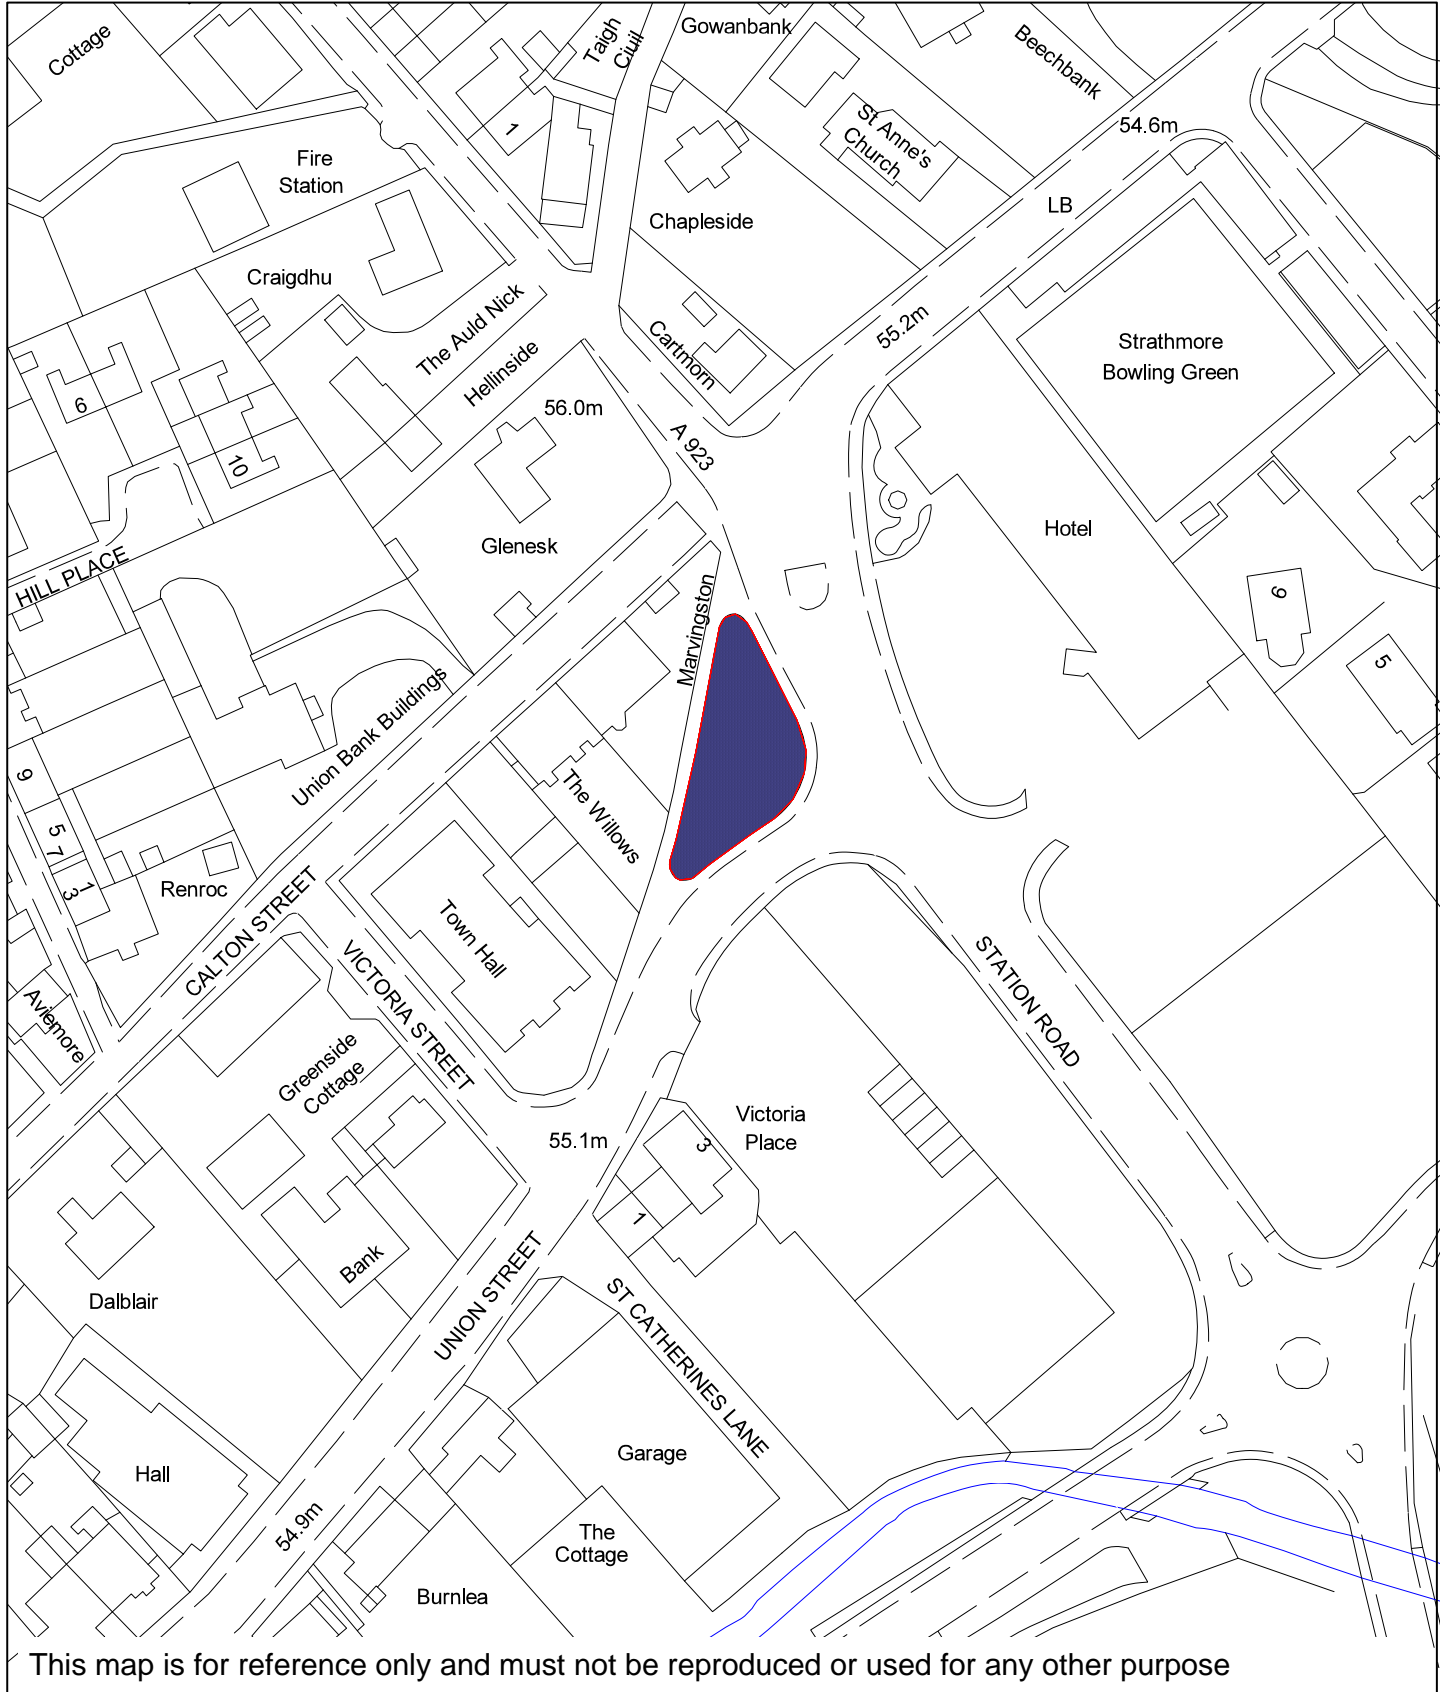 Cottage
Taigh
Ciuil
Gowanbank
Beechbank
1
Fire
Station
St Anne's
Church
54.6m
LB
Chapleside
Craigdhu
The Auld Nick
Hellinside
Cartmorn
55.2m
Strathmore
Bowling Green
6
10
56.0m
A 923
Glenesk
Hotel
HILL PLACE
Marvingston
6
5
Union Bank Buildings
The Willows
9
5
7
1
3
Renroc
CALTON STREET
Town Hall
VICTORIA STREET
STATION ROAD
Aviemore
Greenside
Cottage
55.1m
Victoria
Place
3
1
Bank
UNION STREET
ST CATHERINES LANE
Dalblair
Hall
Garage
54.9m
The
Cottage
Burnlea
This map is for reference only and must not be reproduced or used for any other purpose